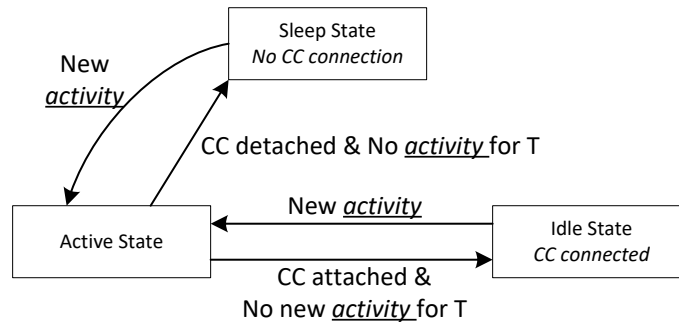 Sleep State
No CC connection
New
activity
CC detached & No activity for T
New activity
Active State
Idle State
CC connected
CC attached &
No new activity for T